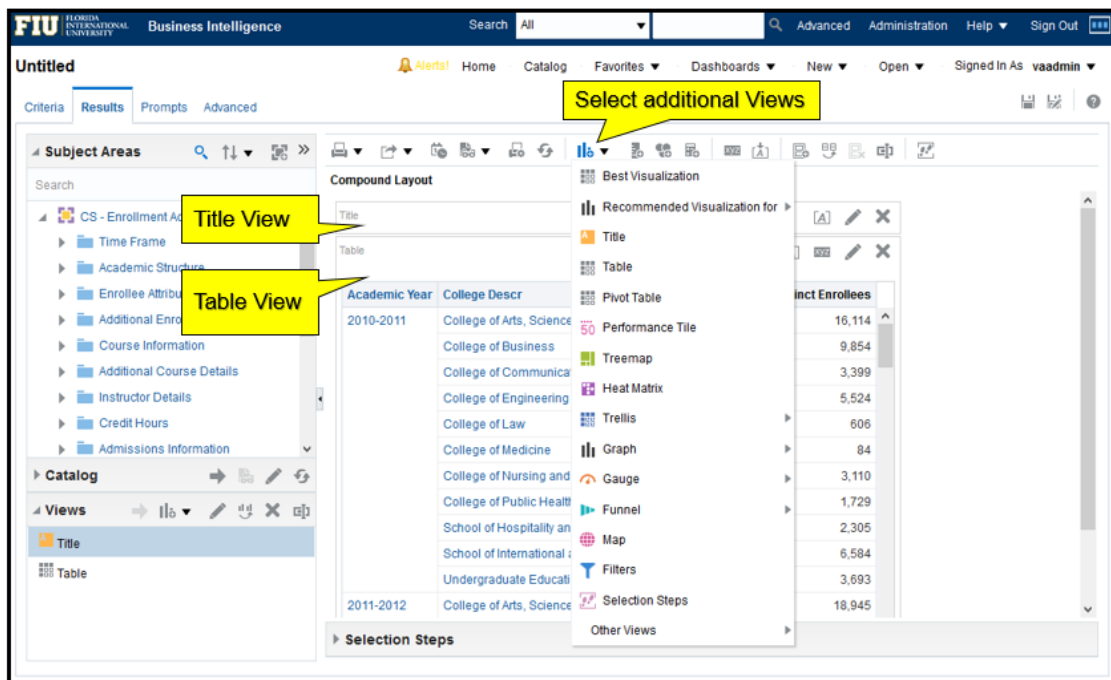 FIU FLORIDA INTERNATIONAL UNIVERSITY Business Intelligence Search All Advanced Administration Help Sign Out
Untitled Alerts! Home Catalog Favorites Dashboards New Open Signed In As vaadmin
Criteria Results Prompts Advanced
Select additional Views
Subject Areas
Search
CS - Enrollment
Time Frame
Academic Structure
Enrollee Attribu
Additional Enro
Course Information
Additional Course Details
Instructor Details
Credit Hours
Admissions Information
Catalog
Views
Title
Table
Title View
Table View
Compound Layout
Title
Table
Academic Year College Descr inct Enrollees
2010-2011 College of Arts, Science 16,114
College of Business 9,854
College of Communica 3,399
College of Engineering 5,524
College of Law 606
College of Medicine 84
College of Nursing and 3,110
College of Public Health 1,729
School of Hospitality an 2,305
School of International a 6,584
Undergraduate Educati 3,693
2011-2012 College of Arts, Science 18,945
Selection Steps
Best Visualization
Recommended Visualization for
Title
Table
Pivot Table
50 Performance Tile
Treemap
Heat Matrix
Trellis
Graph
Gauge
Funnel
Map
Filters
Selection Steps
Other Views